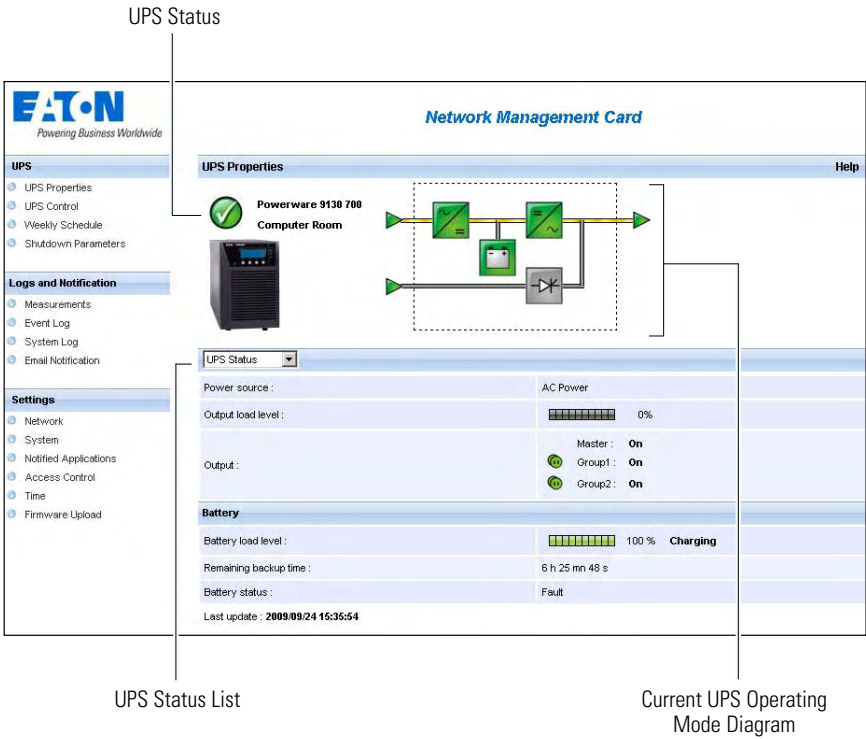 UPS Status
EATON
Powering Business Worldwide
Network Management Card
UPS
UPS Properties
UPS Control
Weekly Schedule
Shutdown Parameters
Logs and Notification
Measurements
Event Log
System Log
Email Notification
Settings
Network
System
Notified Applications
Access Control
Time
Firmware Upload
UPS Properties Help
Powerware 9130 700
Computer Room
UPS Status
Power source : AC Power
Output load level : 0%
Output :
Master : On
Group1 : On
Group2 : On
Battery
Battery load level : 100 % Charging
Remaining backup time : 6 h 25 mn 48 s
Battery status : Fault
Last update : 2009/09/24 15:35:54
UPS Status List
Current UPS Operating
Mode Diagram